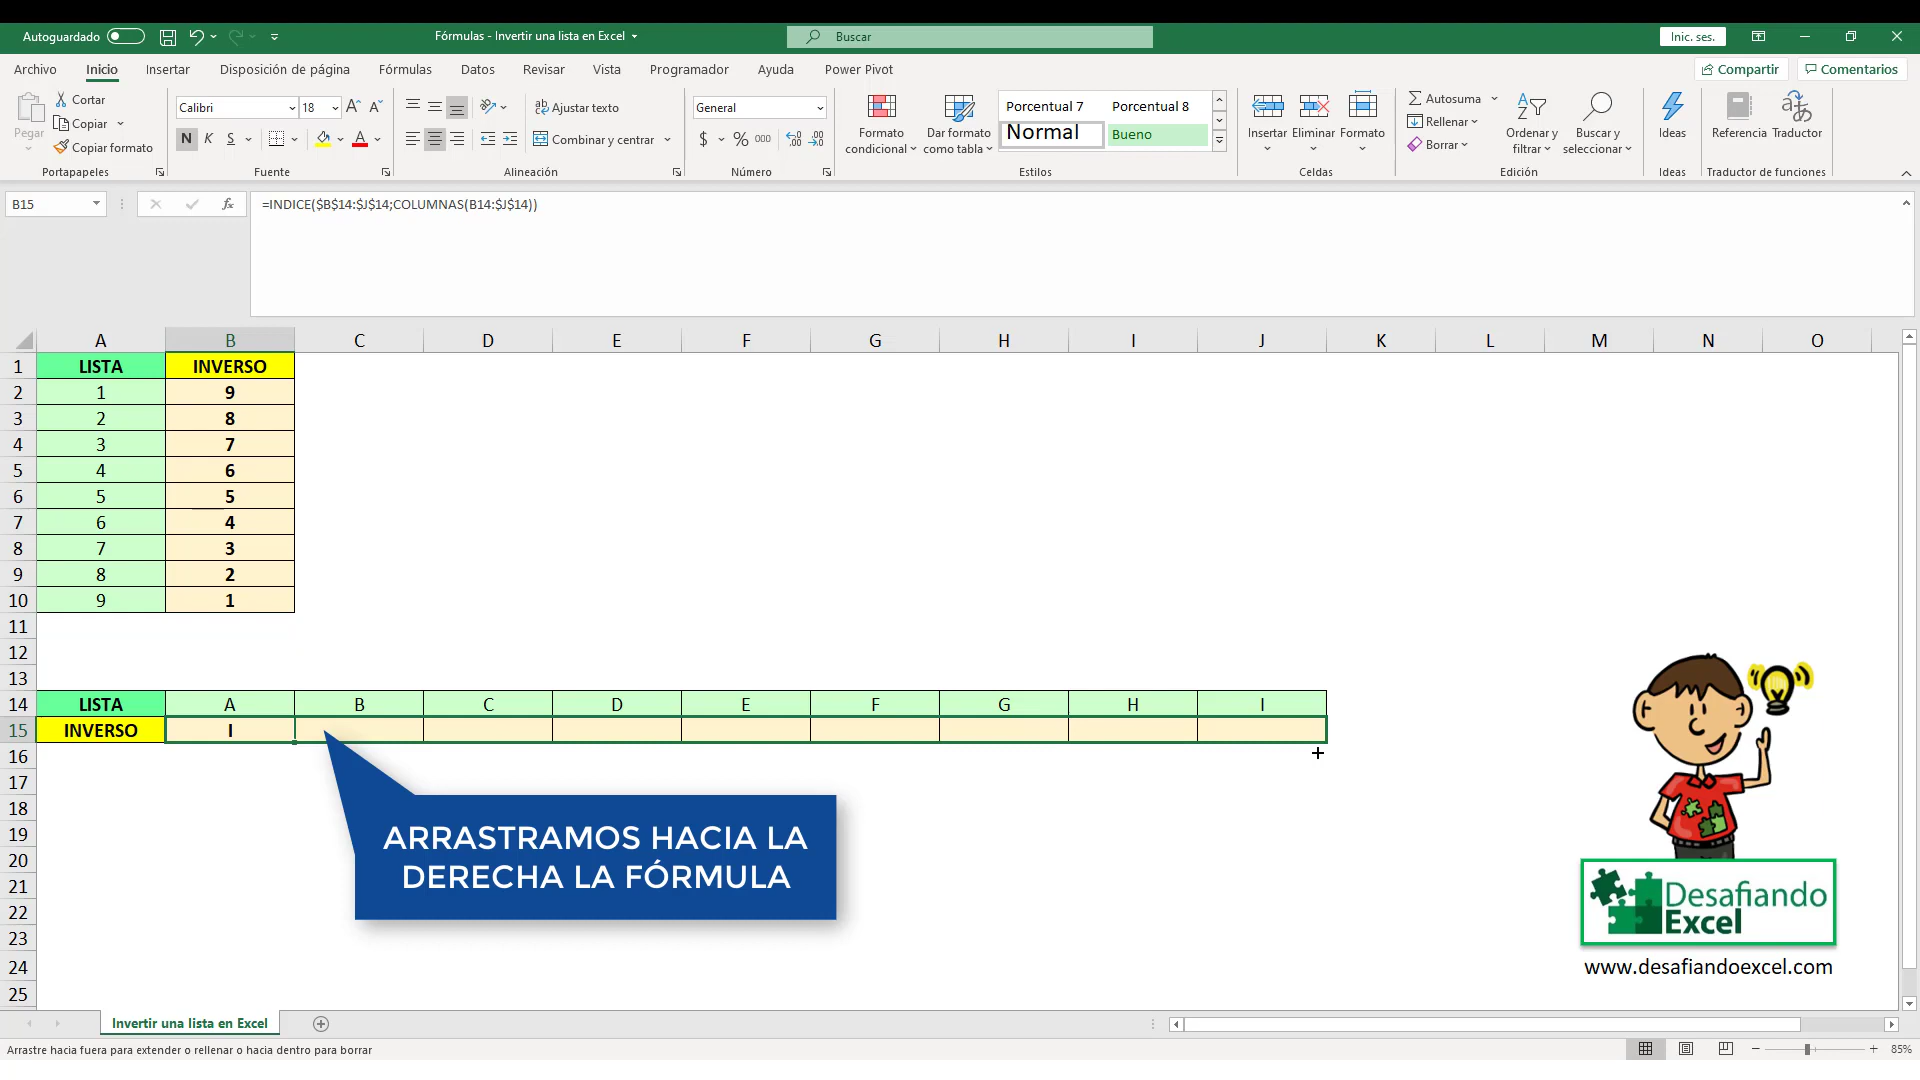 Autoguardado
Fórmulas - Invertir una lista en Excel
Buscar
Inic. ses.
Archivo Inicio Insertar Disposición de página Fórmulas Datos Revisar Vista Programador Ayuda Power Pivot
Compartir Comentarios
Pegar
Cortar
Copiar
Copiar formato
Portapapeles
Calibri 18
N K S
Fuente
Ajustar texto
Combinar y centrar
Alineación
General
$ % 000
Número
Formato condicional
Dar formato como tabla
Porcentual 7 Porcentual 8
Normal Bueno
Estilos
Insertar Eliminar Formato
Celdas
Autosuma
Rellenar
Borrar
Ordenar y filtrar
Buscar y seleccionar
Edición
Ideas
Ideas
Referencia Traductor
Traductor de funciones
B15
fx
=INDICE($B$14:$J$14;COLUMNAS(B14:$J$14))
A B C D E F G H I J K L M N O
1 LISTA INVERSO
2 1 9
3 2 8
4 3 7
5 4 6
6 5 5
7 6 4
8 7 3
9 8 2
10 9 1
11
12
13
14 LISTA A B C D E F G H I
15 INVERSO I
16
17
18
19
20
21
22
23
24
25
ARRASTRAMOS HACIA LA
DERECHA LA FÓRMULA
Desafiando
Excel
www.desafiandoexcel.com
Invertir una lista en Excel
Arrastre hacia fuera para extender o rellenar o hacia dentro para borrar
85%